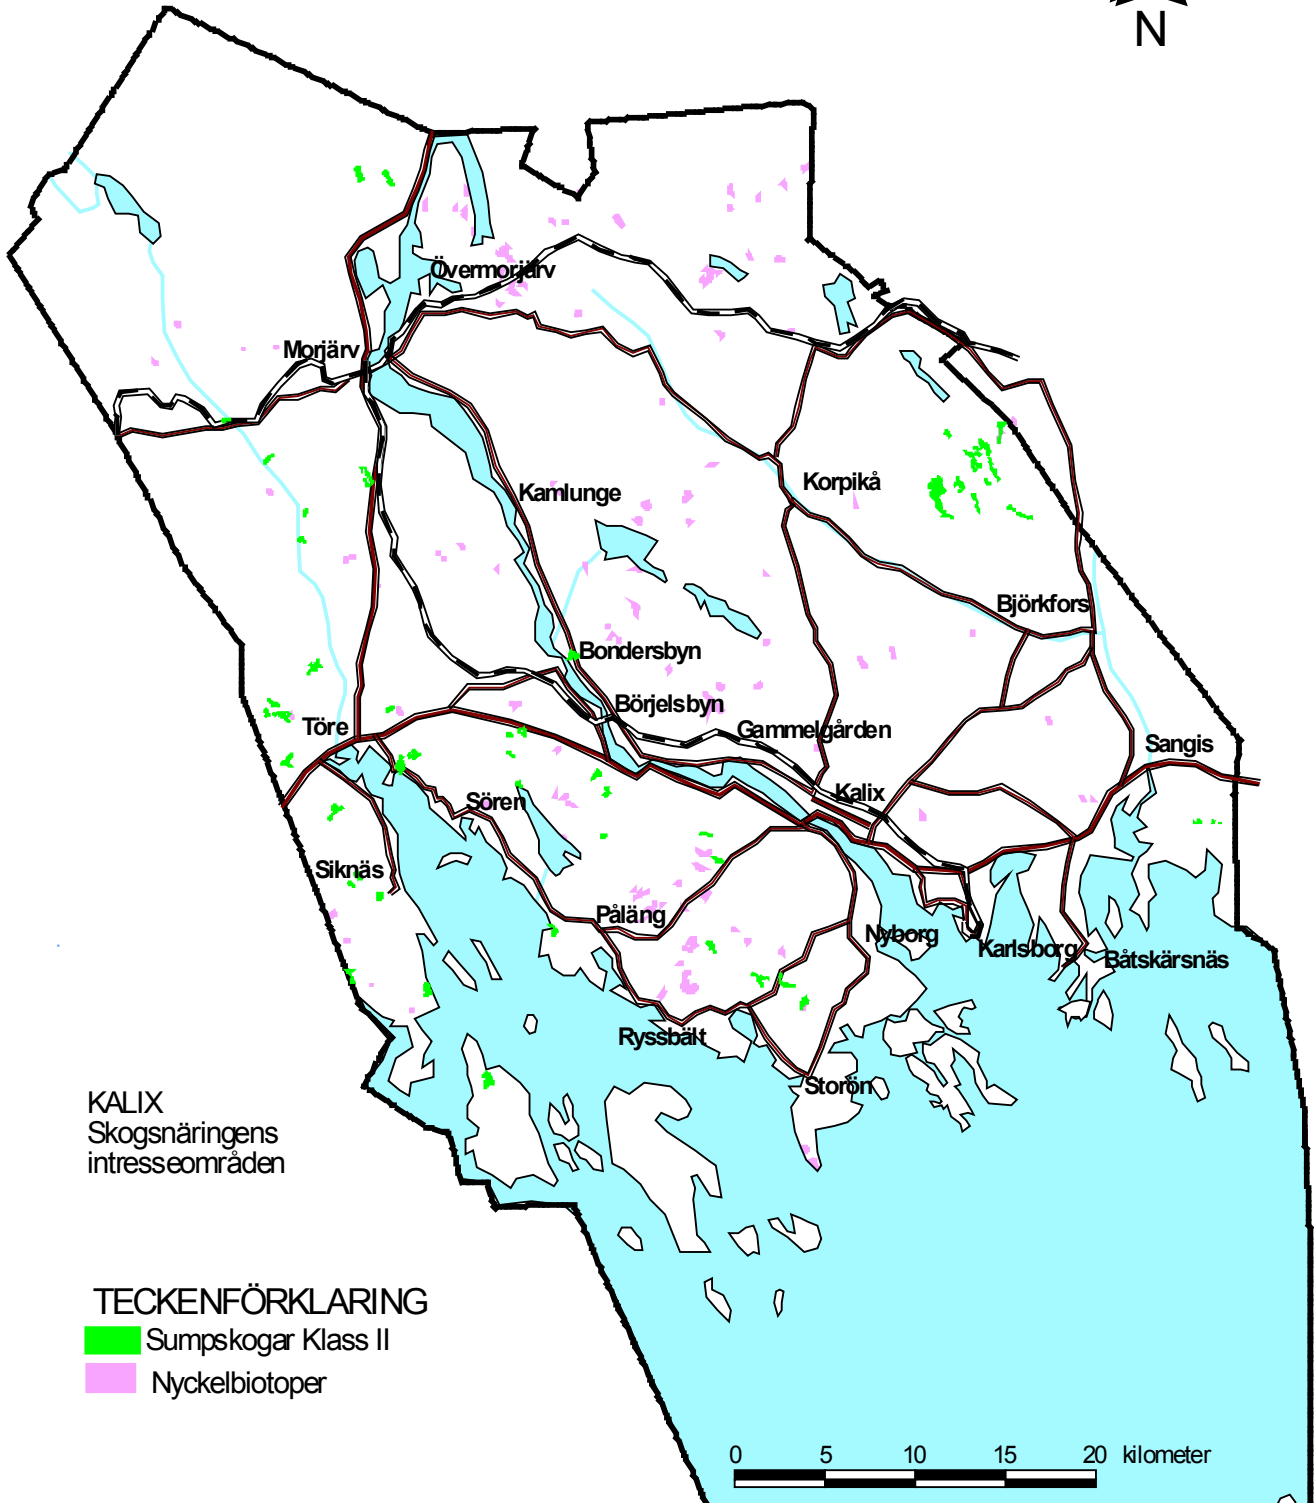 N
Övermorjärv
Morjärv
Korpikå
Kamlunge
Björkfors
Bondersbyn
Börjelsbyn
Töre
Gammelgården
Sangis
Kalix
Sören
Siknäs
Påläng
Nyborg
Karlsborg
Båtskärsnäs
Ryssbält
Storön
KALIX
Skogsnäringens
intresseområden
TECKENFÖRKLARING
Sumpskogar Klass II
Nyckelbiotoper
0 5 10 15 20 kilometer